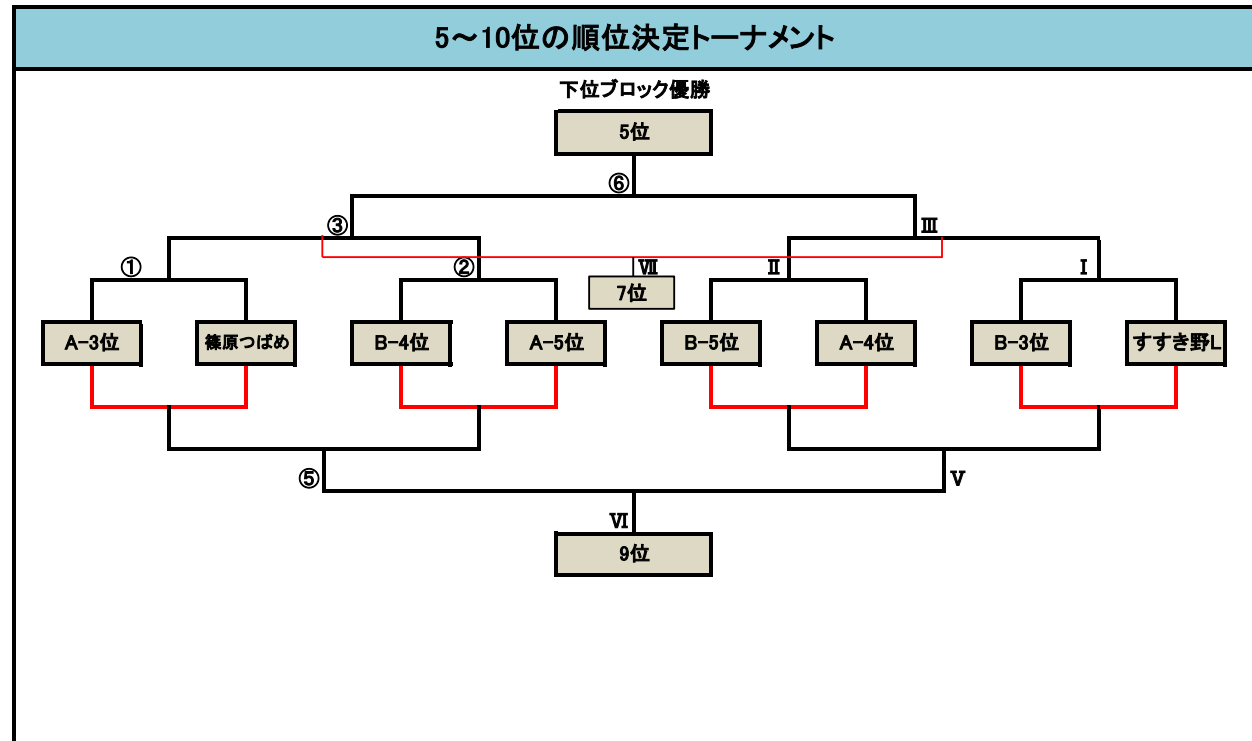 5～10位の順位決定トーナメント
下位ブロック優勝
5位
⑥
③
Ⅲ
①
②
Ⅶ
Ⅱ
Ⅰ
7位
A-3位
篠原つばめ
B-4位
A-5位
B-5位
A-4位
B-3位
すすき野L
⑤
Ⅴ
Ⅵ
9位